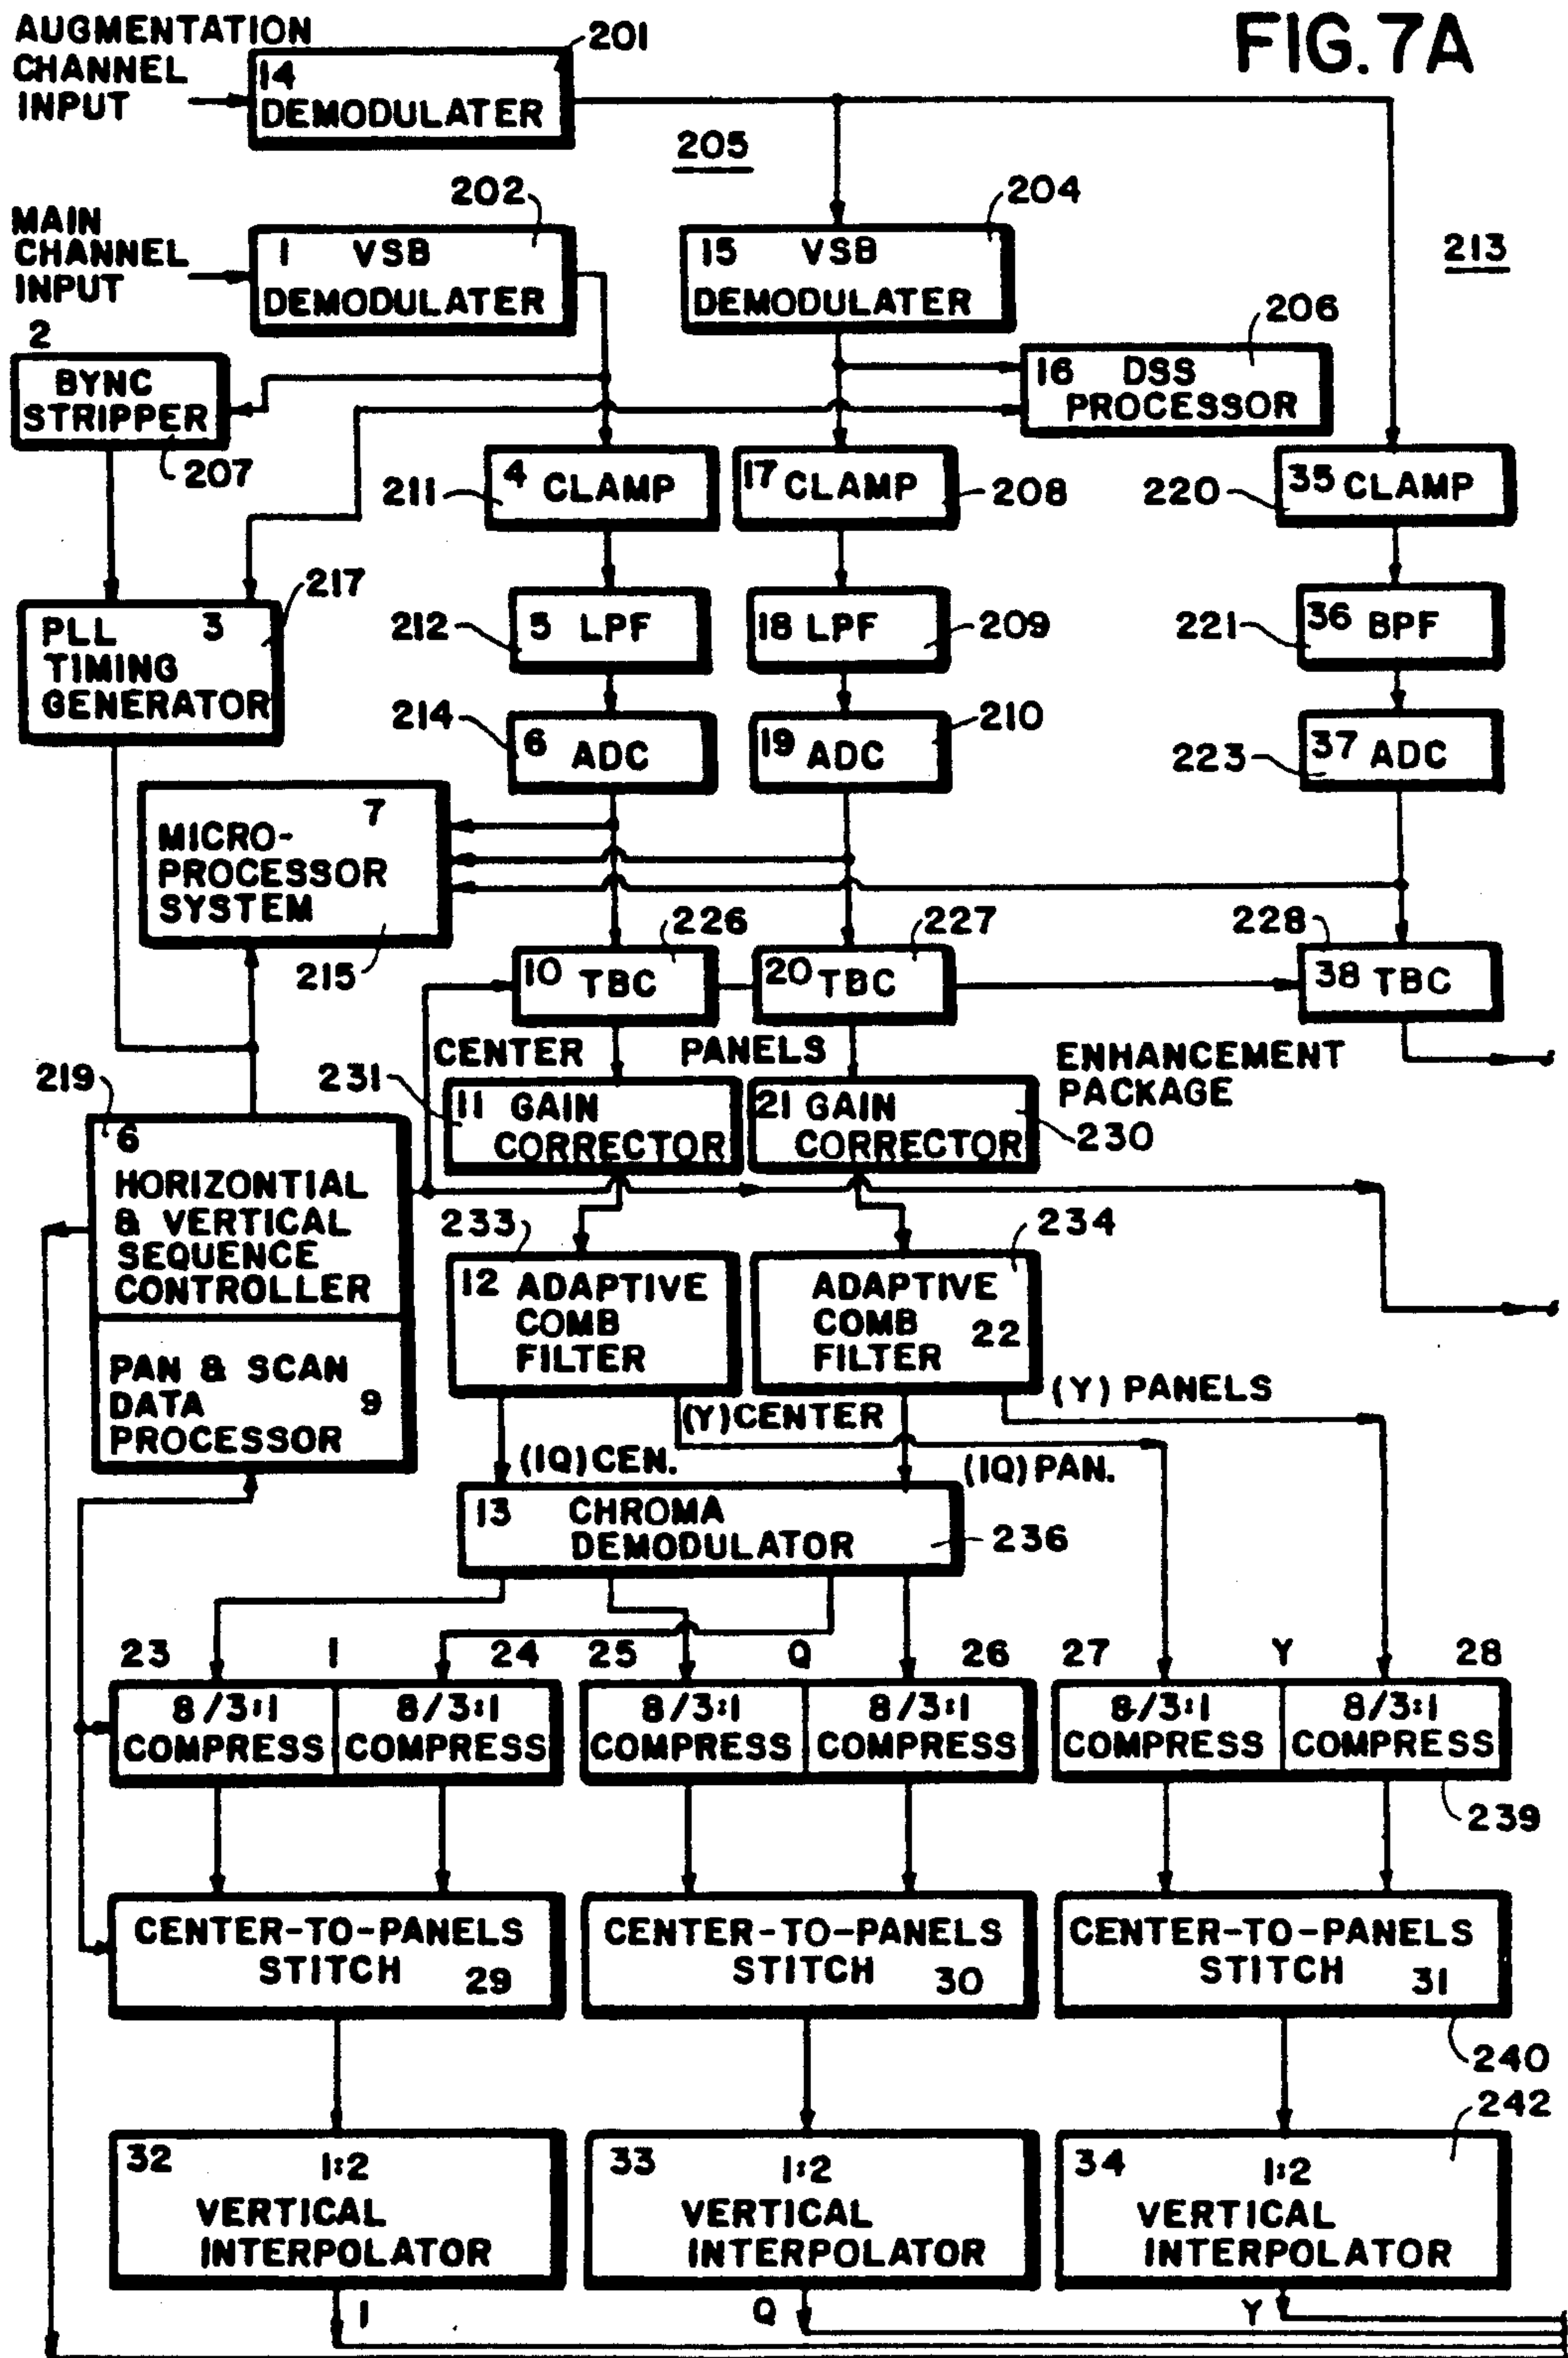 FIG. 7A
AUGMENTATION
CHANNEL
INPUT
14
DEMODULATER
201
205
MAIN
CHANNEL
INPUT
202
1 VSB
DEMODULATER
204
15 VSB
DEMODULATER
213
206
16 DSS
PROCESSOR
2
BYNC
STRIPPER
207
211
4 CLAMP
17 CLAMP
208
220
35 CLAMP
217
PLL 3
TIMING
GENERATOR
212
5 LPF
18 LPF
209
221
36 BPF
214
6 ADC
19 ADC
210
223
37 ADC
7
MICRO-
PROCESSOR
SYSTEM
215
226
10 TBC
227
20 TBC
228
38 TBC
CENTER
PANELS
ENHANCEMENT
PACKAGE
219
231
11 GAIN
CORRECTOR
21 GAIN
CORRECTOR
230
6
HORIZONTIAL
& VERTICAL
SEQUENCE
CONTROLLER
PAN & SCAN
DATA 9
PROCESSOR
233
12 ADAPTIVE
COMB
FILTER
234
ADAPTIVE
COMB 22
FILTER
(Y) PANELS
(Y)CENTER
(IQ)CEN.
(IQ) PAN.
13 CHROMA
DEMODULATOR
236
23 I 24
25 Q 26
27 Y 28
8/3:1
COMPRESS
8/3:1
COMPRESS
8/3:1
COMPRESS
8/3:1
COMPRESS
8/3:1
COMPRESS
8/3:1
COMPRESS
239
CENTER-TO-PANELS
STITCH 29
CENTER-TO-PANELS
STITCH 30
CENTER-TO-PANELS
STITCH 31
240
242
32 1:2
VERTICAL
INTERPOLATOR
33 1:2
VERTICAL
INTERPOLATOR
34 1:2
VERTICAL
INTERPOLATOR
I
Q
Y